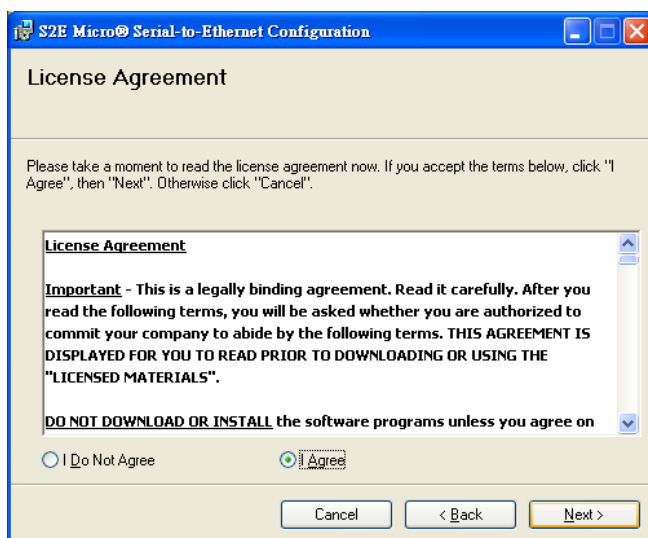 S2E Micro® Serial-to-Ethernet Configuration
License Agreement
Please take a moment to read the license agreement now. If you accept the terms below, click "I
Agree", then "Next". Otherwise click "Cancel".
License Agreement
Important - This is a legally binding agreement. Read it carefully. After you
read the following terms, you will be asked whether you are authorized to
commit your company to abide by the following terms. THIS AGREEMENT IS
DISPLAYED FOR YOU TO READ PRIOR TO DOWNLOADING OR USING THE
"LICENSED MATERIALS".
DO NOT DOWNLOAD OR INSTALL the software programs unless you agree on
I Do Not Agree
I Agree
Cancel
< Back
Next >